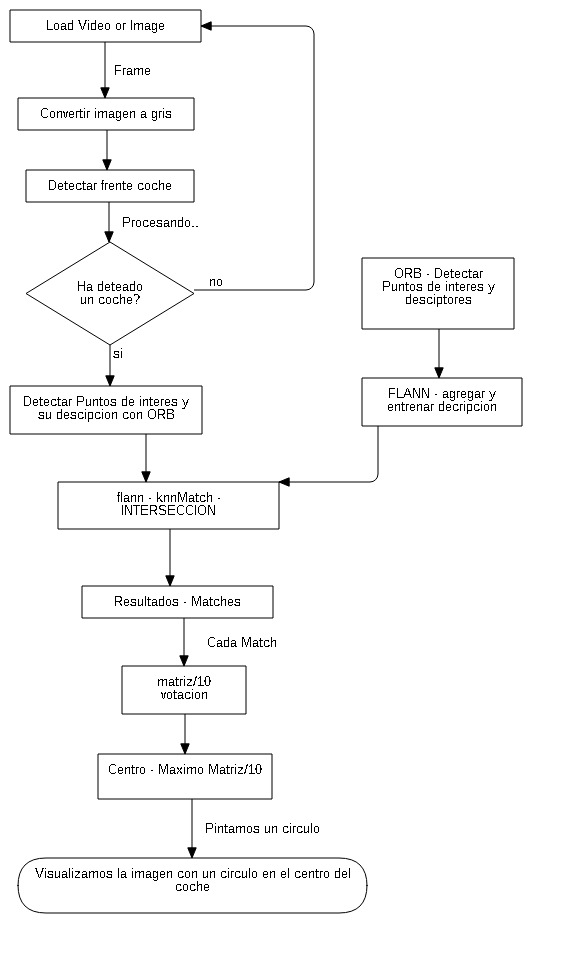 Load Video or Image
Frame
Convertir imagen a gris
Detectar frente coche
Procesando..
Ha deteado
un coche?
no
si
ORB - Detectar
Puntos de interes y
desciptores
FLANN - agregar y
entrenar decripcion
Detectar Puntos de interes y
su descipcion con ORB
flann - knnMatch -
INTERSECCION
Resultados - Matches
Cada Match
matriz/10
votacion
Centro - Maximo Matriz/10
Pintamos un circulo
Visualizamos la imagen con un circulo en el centro del
coche